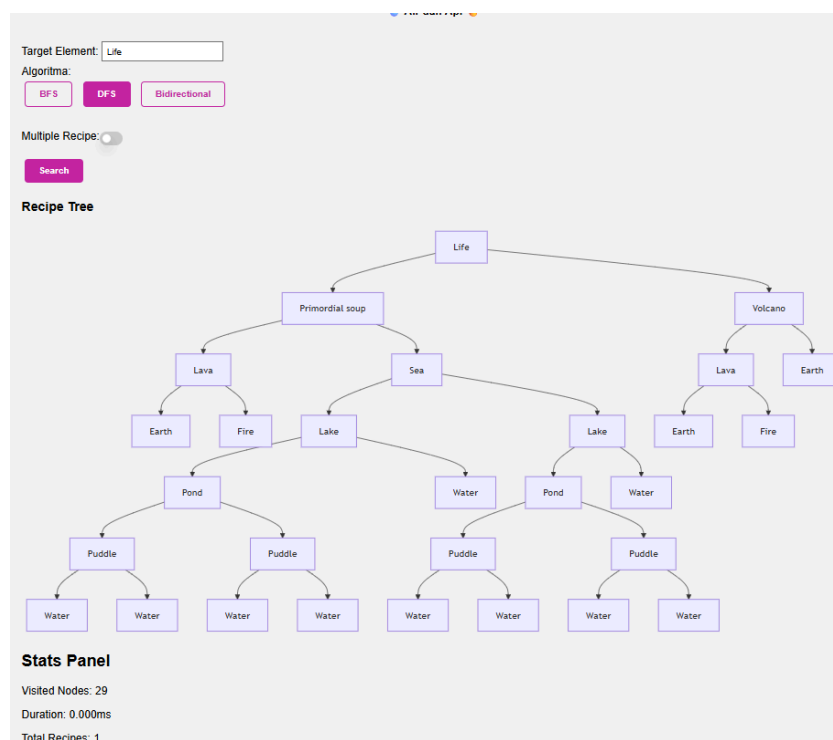 Target Element: Life
Algoritma:
BFS DFS Bidirectional
Multiple Recipe:
Search
Recipe Tree
Life
Primordial soup Volcano
Lava Sea Lava Earth
Earth Fire Lake Lake Earth Fire
Pond Water Pond Water
Puddle Puddle Puddle Puddle
Water Water Water Water Water Water Water Water
Stats Panel
Visited Nodes: 29
Duration: 0.000ms
Total Recipes: 1